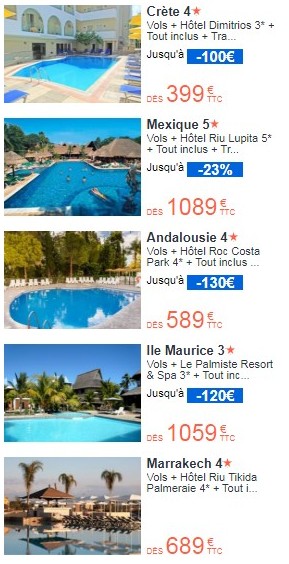 Crète 4★
Vols + Hôtel Dimitrios 3* +
Tout inclus + Tra...
Jusqu'à -100€
DÈS 399€TTC
Mexique 5★
Vols + Hôtel Riu Lupita 5*
+ Tout inclus + Tr...
Jusqu'à -23%
DÈS 1089€TTC
Andalousie 4★
Vols + Hôtel Roc Costa
Park 4* + Tout inclus ...
Jusqu'à -130€
DÈS 589€TTC
Ile Maurice 3★
Vols + Le Palmiste Resort
& Spa 3* + Tout inc...
Jusqu'à -120€
DÈS 1059€TTC
Marrakech 4★
Vols + Hôtel Riu Tikida
Palmeraie 4* + Tout i...
DÈS 689€TTC